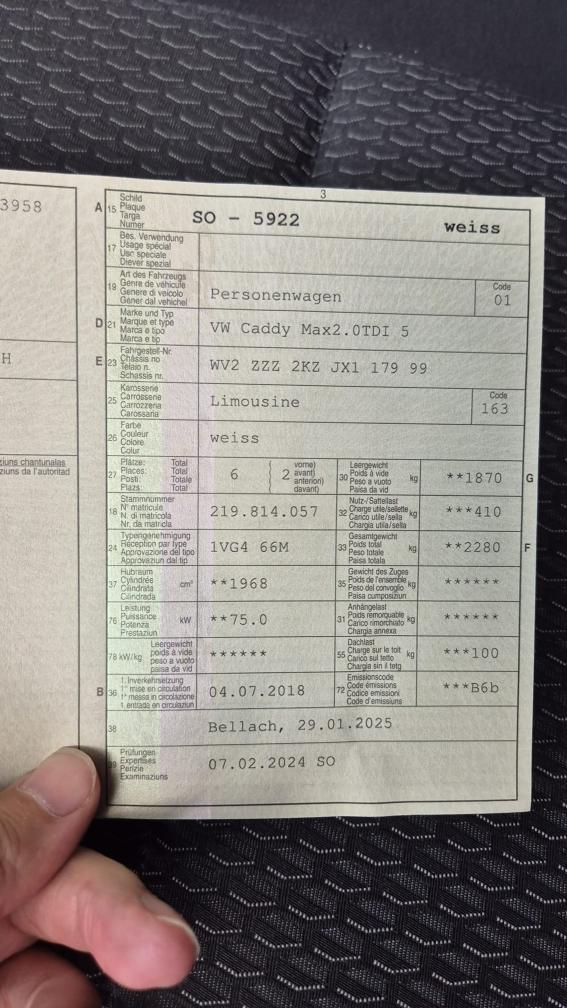 3958
H
ziuns chantunalas
ziuns da l'autoritad
3
A 15 Schild
Plaque
Targa
Numer
SO - 5922 weiss
17 Bes. Verwendung
Usage spécial
Uso speciale
Diever spezial
19 Art des Fahrzeugs
Genre de véhicule
Genere di veicolo
Gener dal vehichel
Personenwagen
Code
01
D 21 Marke und Typ
Marque et type
Marca e tipo
Marca e tip
VW Caddy Max2.0TDI 5
E 23 Fahrgestell-Nr.
Châssis no
Telaio n.
Schassis nr.
WV2 ZZZ 2KZ JX1 179 99
25 Karosserie
Carrosserie
Carrozzeria
Carossaria
Limousine
Code
163
26 Farbe
Couleur
Colore
Colur
weiss
27 Plätze: Total
Places: Total
Posti: Totale
Plazs: Total
6
2 vorne)
avant)
anteriori)
davant)
30 Leergewicht
Poids à vide
Peso a vuoto
Paisa da vid
kg
**1870
G
18 Stammnummer
N° matricule
N. di matricola
Nr. da matricla
219.814.057
32 Nutz-/Sattellast
Charge utile/sellette
Carico utile/sella
Chargia utila/sella
kg
***410
24 Typengenehmigung
Réception par type
Approvazione del tipo
Approvaziun dal tip
1VG4 66M
33 Gesamtgewicht
Poids total
Peso totale
Paisa totala
kg
**2280
F
37 Hubraum
Cylindrée
Cilindrata
Cilindrada
cm³
**1968
35 Gewicht des Zuges
Poids de l'ensemble
Peso del convoglio
Paisa cumposiziun
kg
******
76 Leistung
Puissance
Potenza
Prestaziun
kW
**75.0
31 Anhängelast
Poids remorquable
Carico rimorchiato
Chargia annexa
kg
******
78 kW/kg Leergewicht
poids à vide
peso a vuoto
paisa da vid
******
55 Dachlast
Charge sur le toit
Carico sul tetto
Chargia sin il tetg
kg
***100
B 36 1. Inverkehrsetzung
1re mise en circulation
1a messa in circolazione
1. entrada en circulaziun
04.07.2018
72 Emissionscode
Code émissions
Codice emissioni
Code d'emissiuns
***B6b
38
Bellach, 29.01.2025
39 Prüfungen
Expertises
Perizie
Examinaziuns
07.02.2024 SO